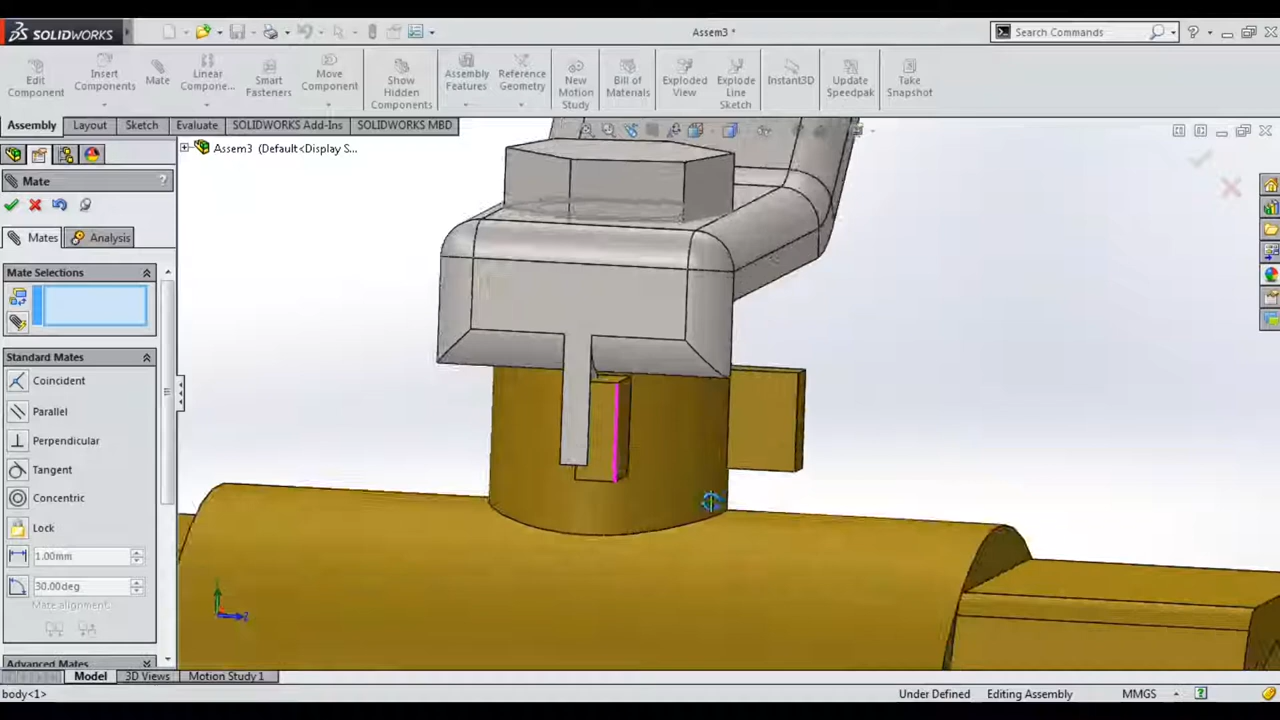 SOLIDWORKS
Assem3 *
Search Commands
Edit Component
Insert Components
Mate
Linear Compone...
Smart Fasteners
Move Component
Show Hidden Components
Assembly Features
Reference Geometry
New Motion Study
Bill of Materials
Exploded View
Explode Line Sketch
Instant3D
Update Speedpak
Take Snapshot
Assembly
Layout
Sketch
Evaluate
SOLIDWORKS Add-Ins
SOLIDWORKS MBD
Assem3 (Default<Display S...
Mate
?
Mates
Analysis
Mate Selections
Standard Mates
Coincident
Parallel
Perpendicular
Tangent
Concentric
Lock
1.00mm
30.00deg
Mate alignment:
Advanced Mates
Z
Model
3D Views
Motion Study 1
body<1>
Under Defined
Editing Assembly
MMGS